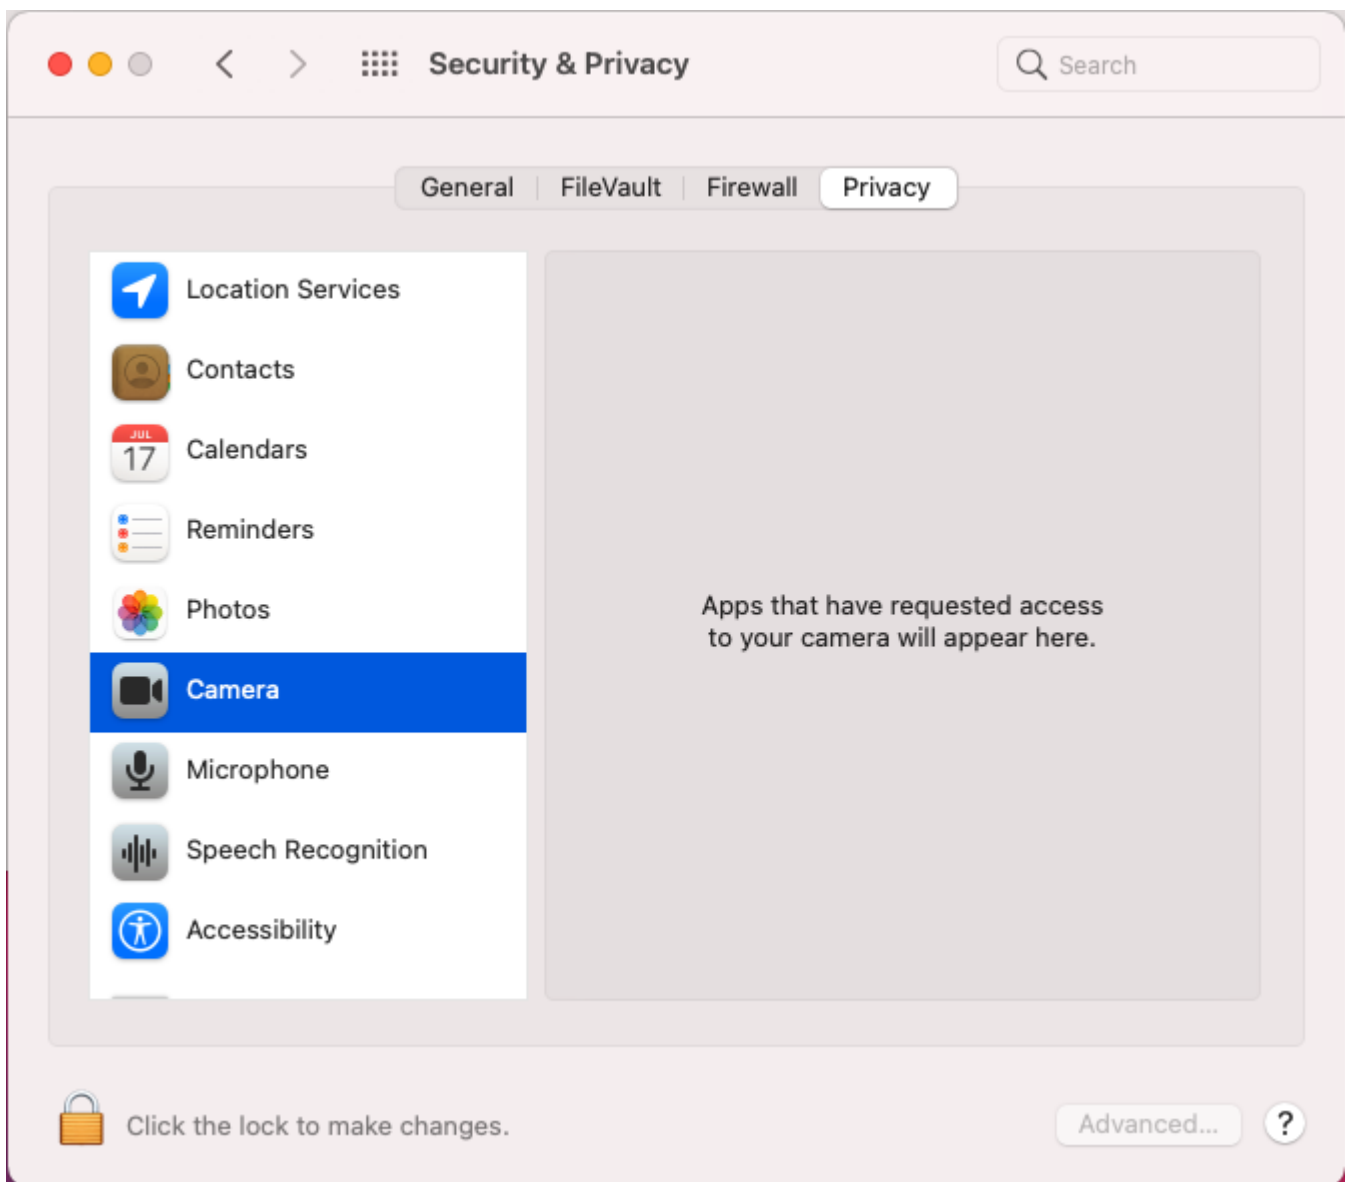 Security & Privacy
Search
General
FileVault
Firewall
Privacy
Location Services
Contacts
JUL
17
Calendars
Reminders
Photos
Camera
Microphone
Speech Recognition
Accessibility
Apps that have requested access
to your camera will appear here.
Click the lock to make changes.
Advanced...
?